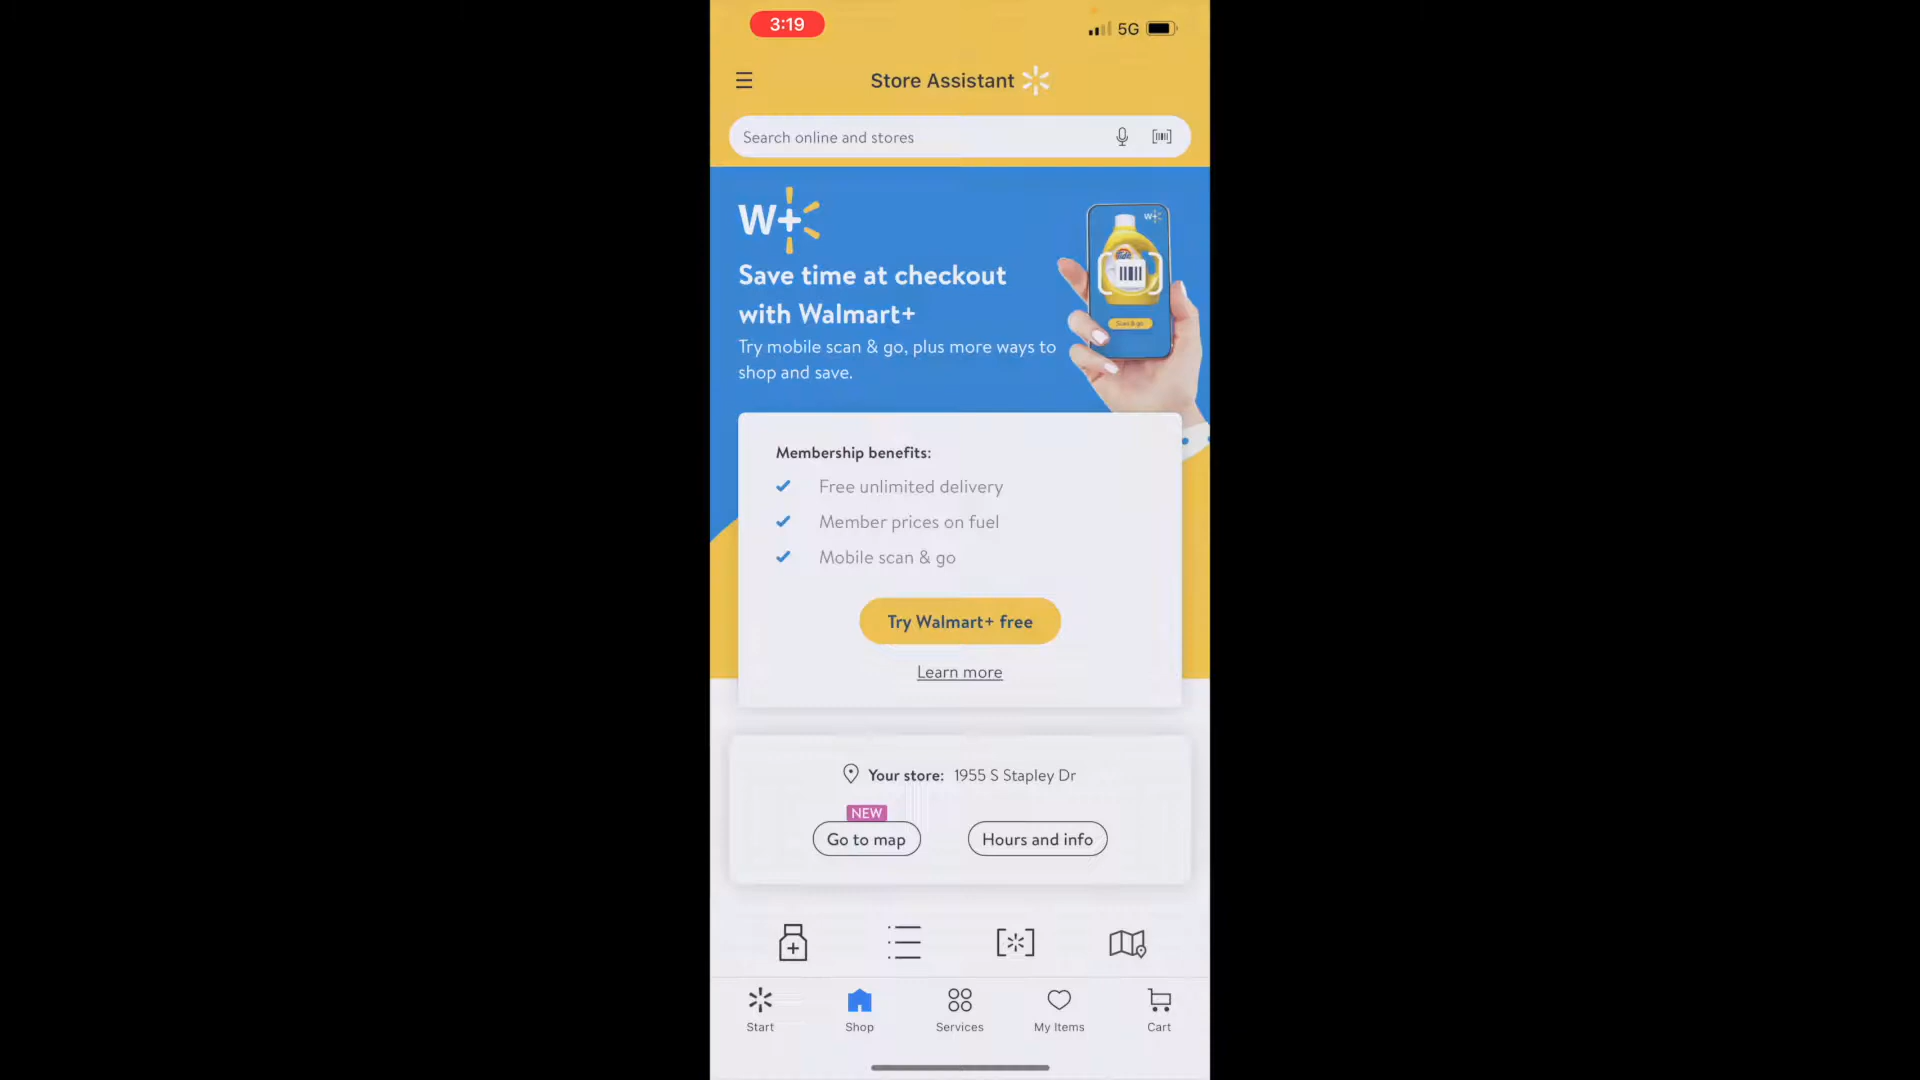 3:19
5G
Store Assistant
Search online and stores
W+
W+
Save time at checkout
with Walmart+
Try mobile scan & go, plus more ways to
shop and save.
Scan & go
Membership benefits:
Free unlimited delivery
Member prices on fuel
Mobile scan & go
Try Walmart+ free
Learn more
Your store: 1955 S Stapley Dr
NEW
Go to map
Hours and info
Start
Shop
Services
My Items
Cart